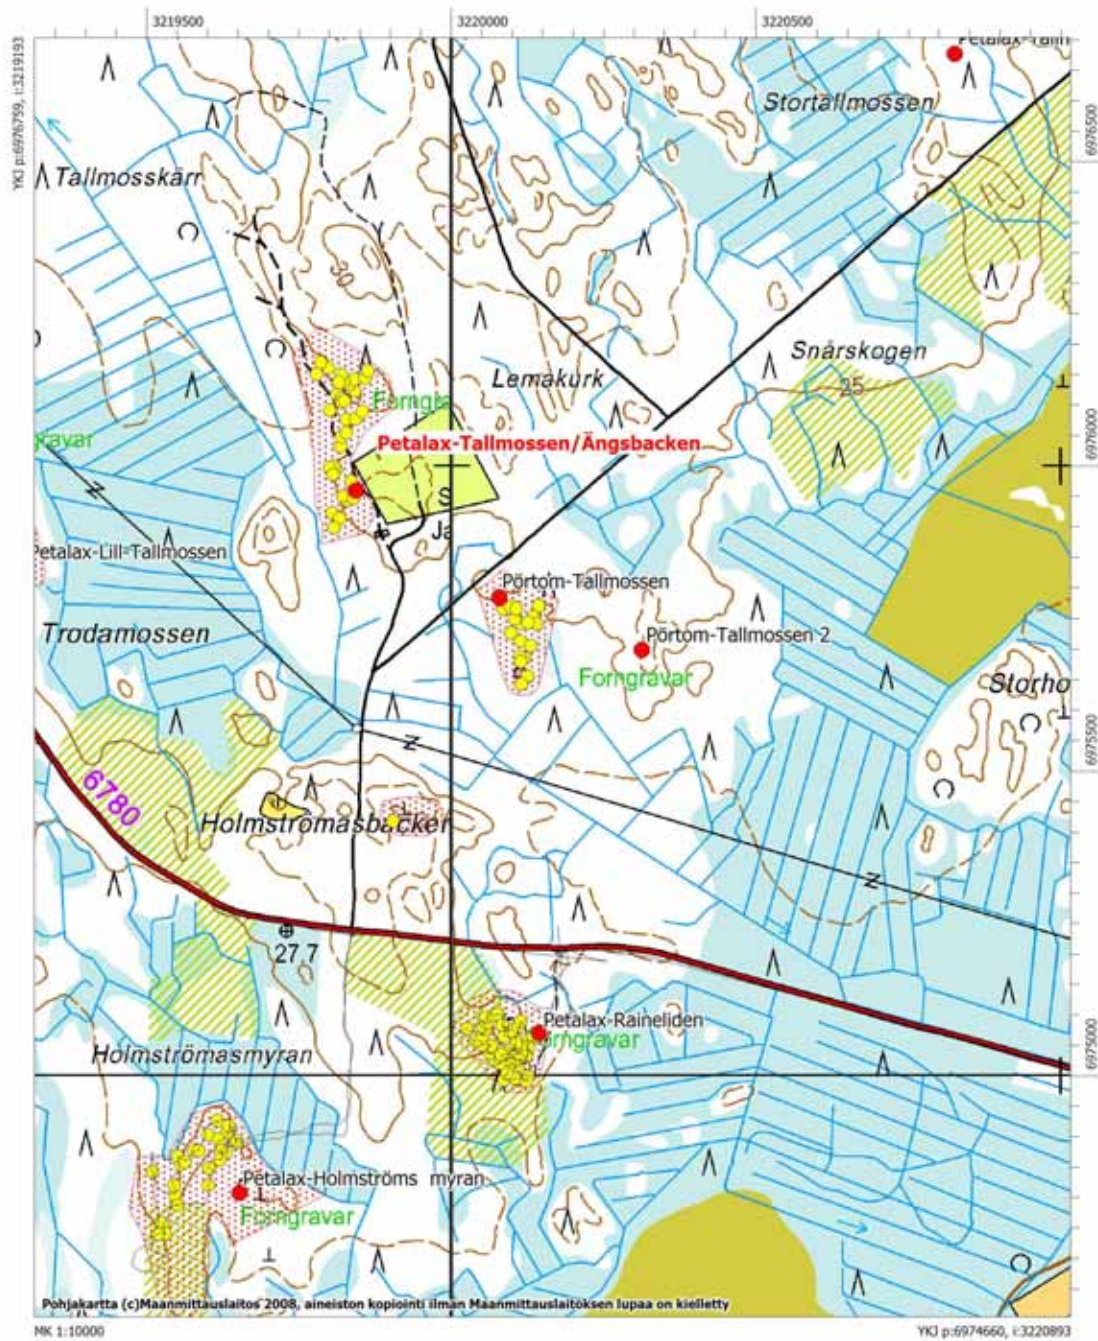 3219500
3220000
3220500
YKJ p:6976759, i:3219193
Stortallmossen
6976500
Tallmosskärr
30
Snårskogen
25
Lemakurk
6976000
Petalax-Tallmossen/Ängsbacken
Petalax-Lill-Tallmossen
Pörtom-Tallmossen
Trodamossen
Pörtom-Tallmossen 2
Forngravar
6975500
6780
27.7
Petalax-Raineliden
6975000
Holmströmasmyran
Petalax-Holmströms myran
Forngravar
Pohjakartta (c)Maanmittauslaitos 2008, aineiston kopiointi ilman Maanmittauslaitoksen lupaa on kielletty
MK 1:10000
YKJ p:6974660, i:3220893